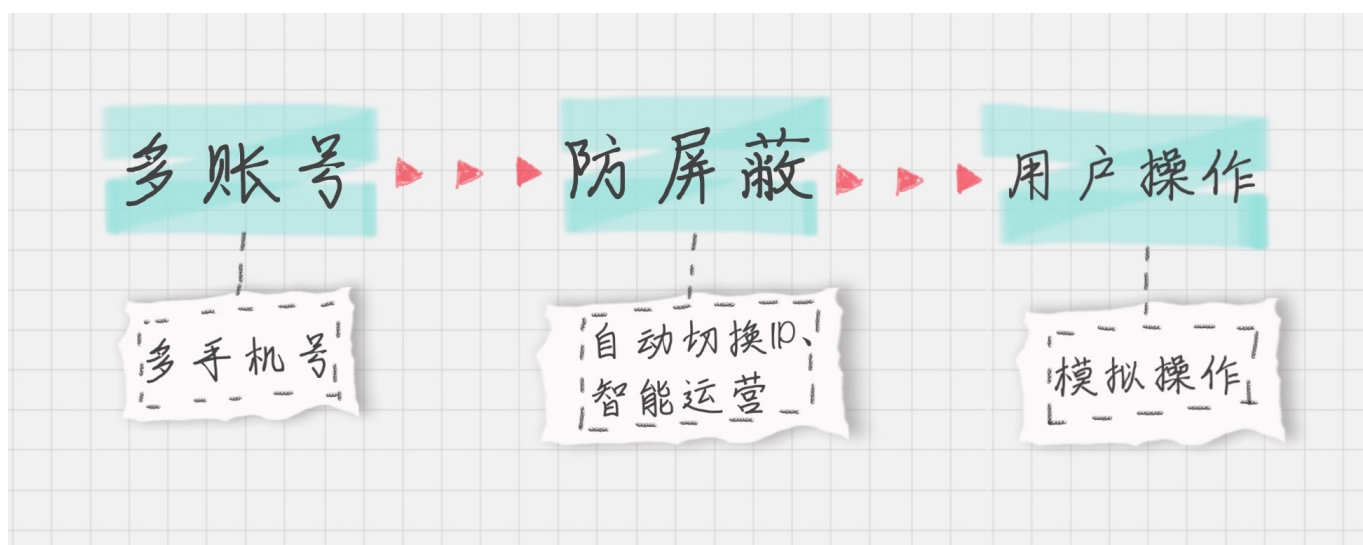 多账号
防屏蔽
用户操作
多手机号
自动切换IP、
智能运营
模拟操作